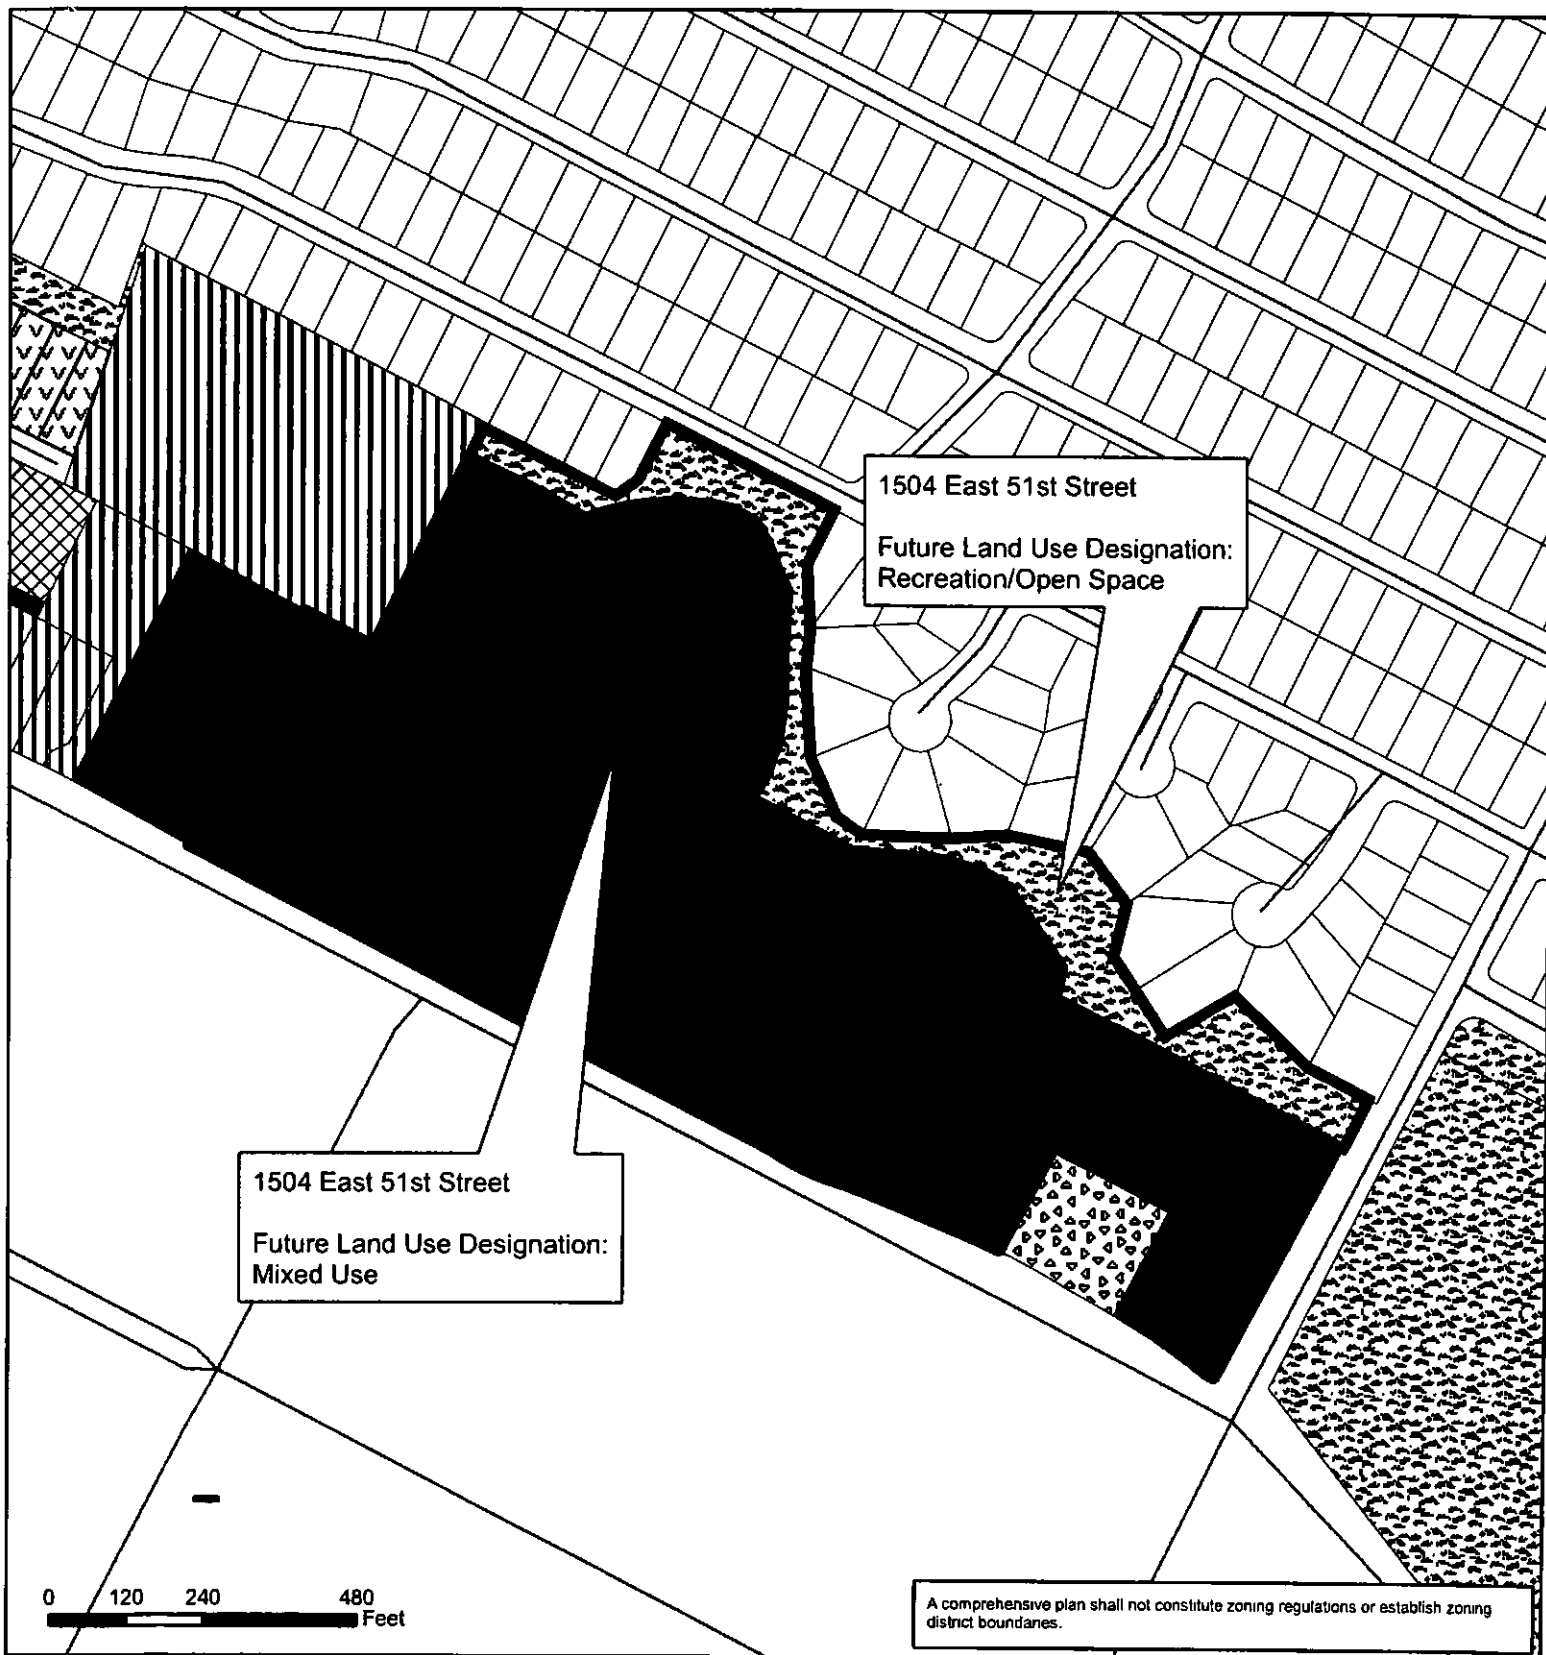 1504 East 51st Street
Future Land Use Designation:
Recreation/Open Space
1504 East 51st Street
Future Land Use Designation:
Mixed Use
0 120 240 480
Feet
A comprehensive plan shall not constitute zoning regulations or establish zoning
district boundaries.